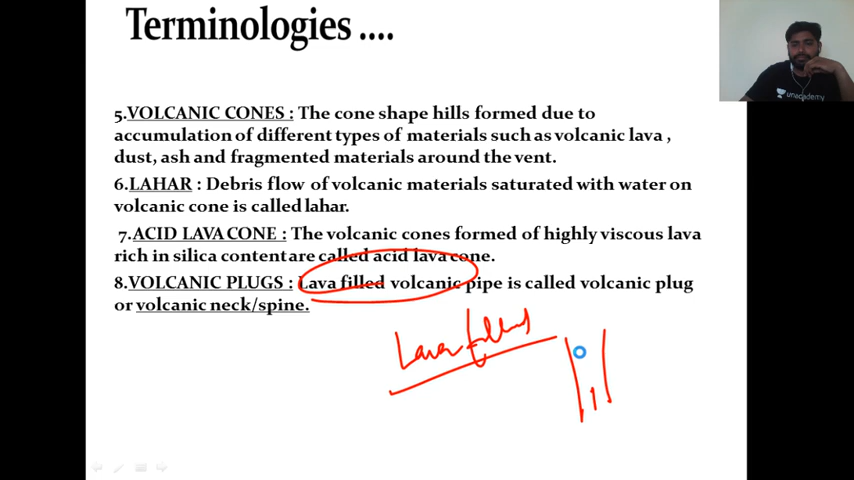 Terminologies ....
unacademy
5.VOLCANIC CONES : The cone shape hills formed due to
accumulation of different types of materials such as volcanic lava ,
dust, ash and fragmented materials around the vent.
6.LAHAR : Debris flow of volcanic materials saturated with water on
volcanic cone is called lahar.
7.ACID LAVA CONE : The volcanic cones formed of highly viscous lava
rich in silica content are called acid lava cone.
8.VOLCANIC PLUGS : Lava filled volcanic pipe is called volcanic plug
or volcanic neck/spine.
Lava filled